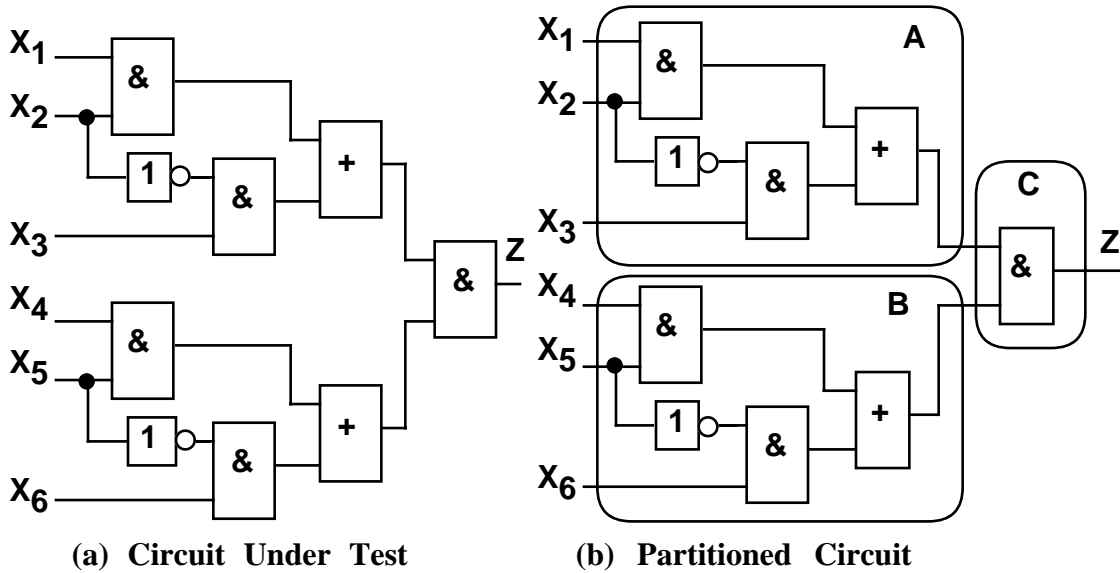 X1
X2
X3
X4
X5
X6
&
1
&
+
&
1
&
+
&
Z
(a) Circuit Under Test
X1
X2
X3
X4
X5
X6
A
&
1
&
+
B
&
1
&
+
C
&
Z
(b) Partitioned Circuit